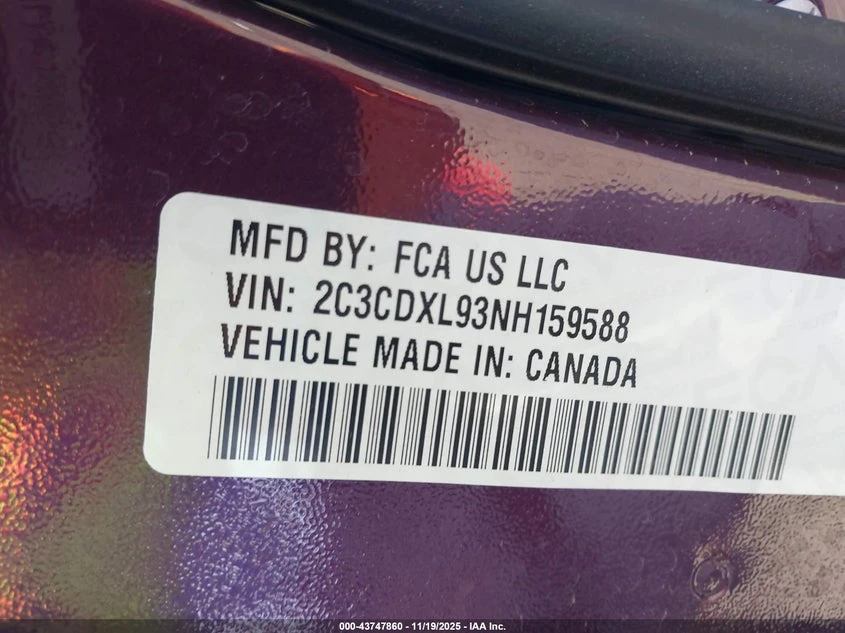 MFD BY: FCA US LLC
VIN: 2C3CDXL93NH159588
VEHICLE MADE IN: CANADA
000-43747860 - 11/19/2025 - IAA Inc.